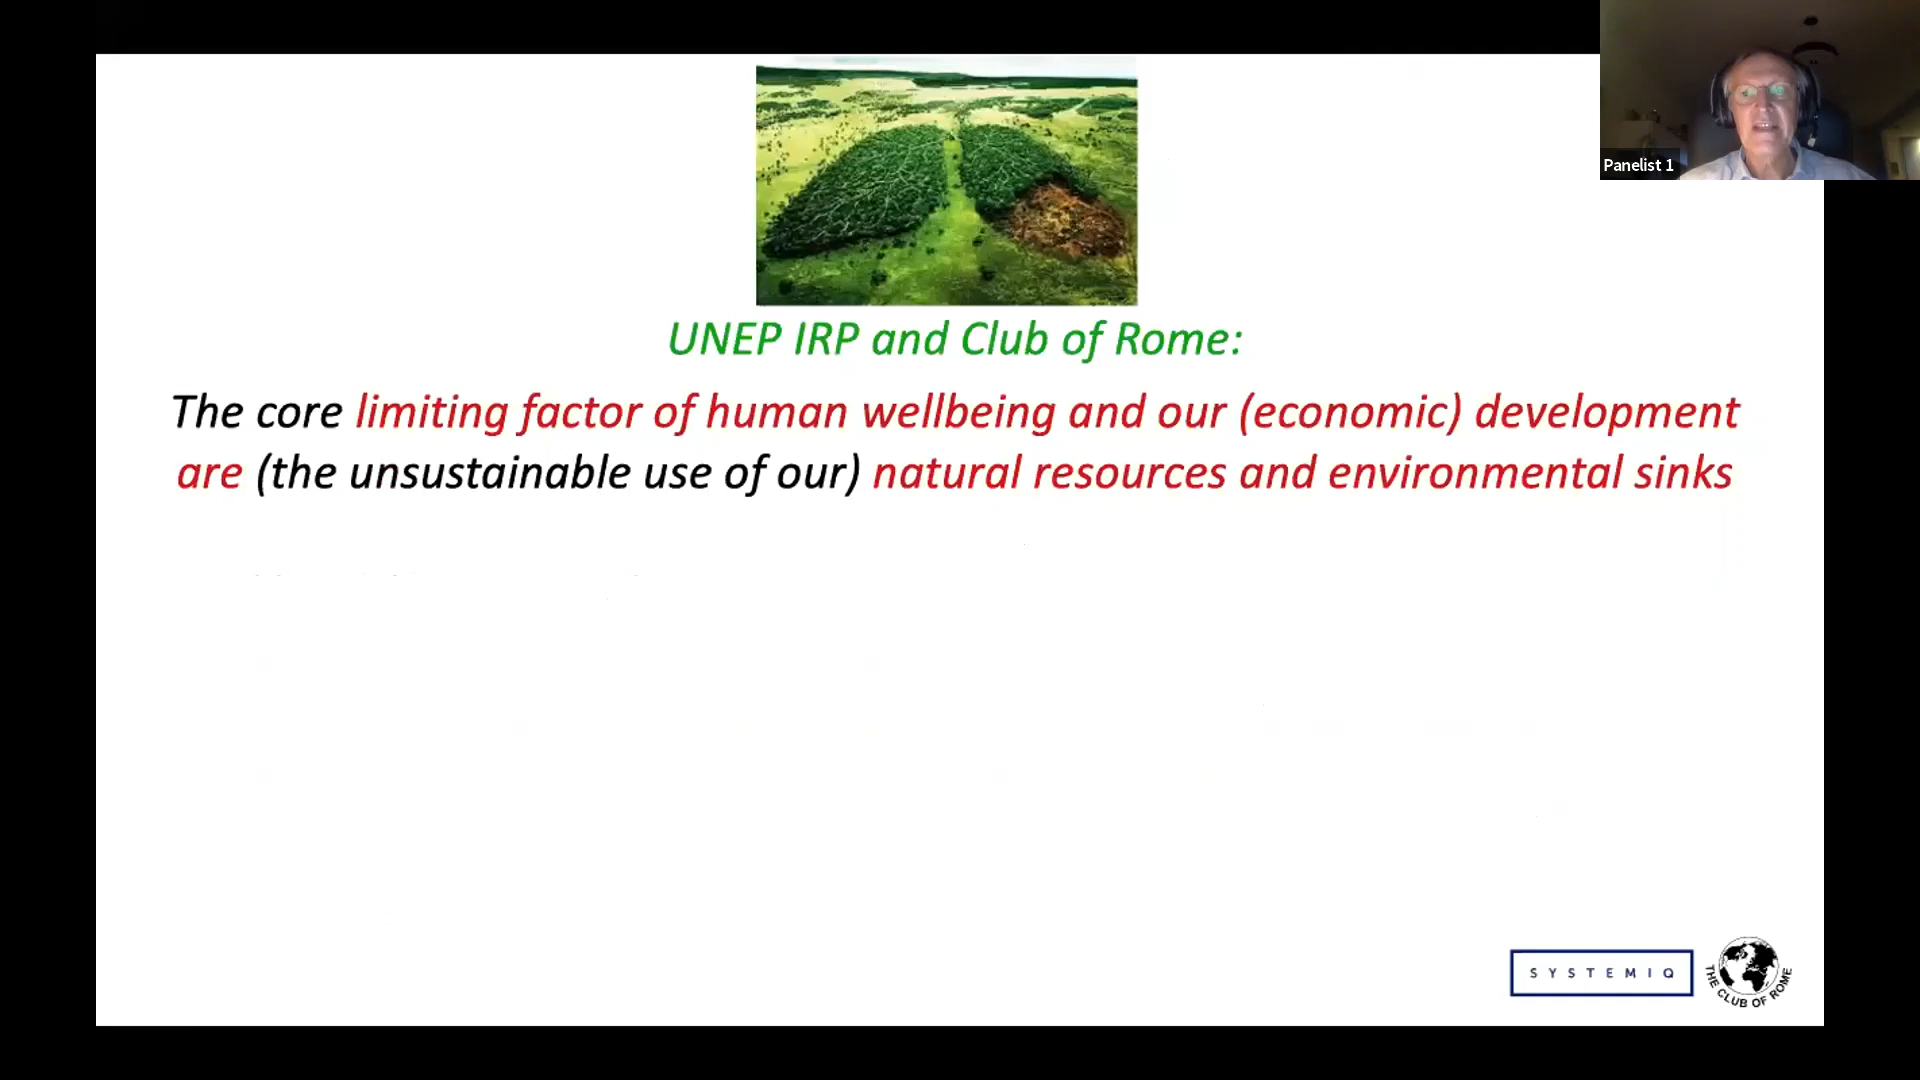 Panelist 1
UNEP IRP and Club of Rome:
The core limiting factor of human wellbeing and our (economic) development
are (the unsustainable use of our) natural resources and environmental sinks
SYSTEMIQ
THE CLUB OF ROME